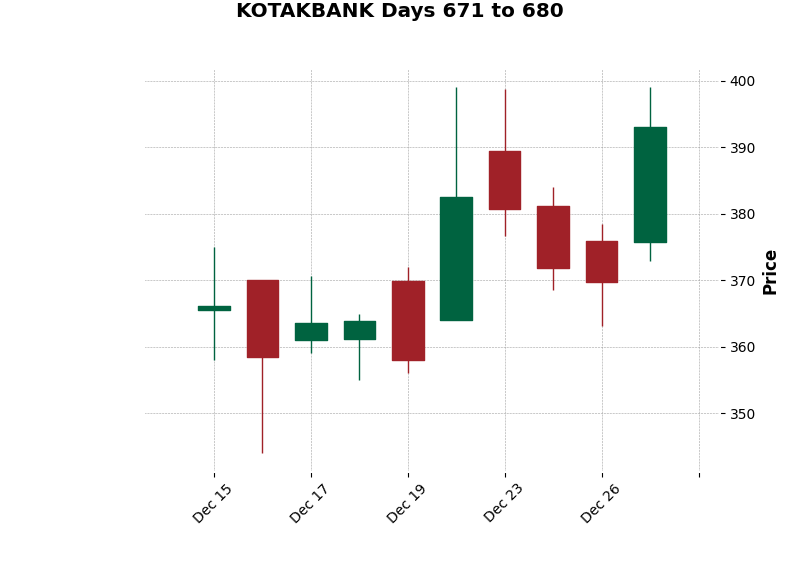 KOTAKBANK Days 671 to 680
400
390
380
370
360
350
Price
Dec 15
Dec 17
Dec 19
Dec 23
Dec 26